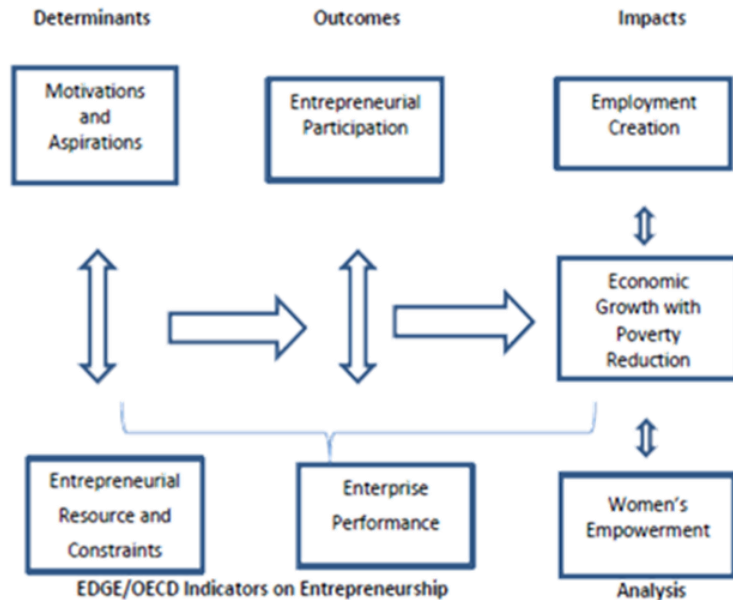 Determinants
Outcomes
Impacts
Motivations
and
Aspirations
Entrepreneurial
Participation
Employment
Creation
Economic
Growth with
Poverty
Reduction
Entrepreneurial
Resource and
Constraints
Enterprise
Performance
Women's
Empowerment
EDGE/OECD Indicators on Entrepreneurship
Analysis